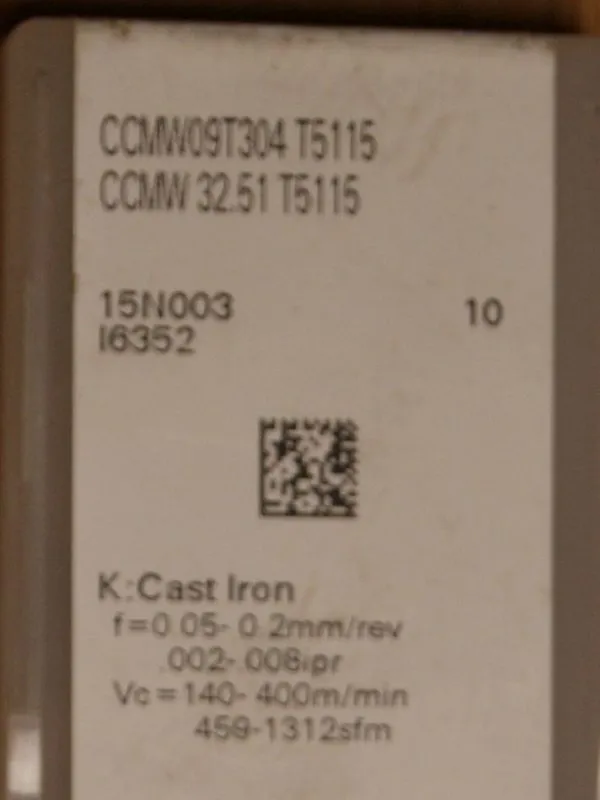 CCMW09T304 T5115
CCMW 32.51 T5115
15N003 10
I6352
K:Cast Iron
f=0.05- 0.2mm/rev
.002-.008ipr
Vc=140- 400m/min
459-1312sfm